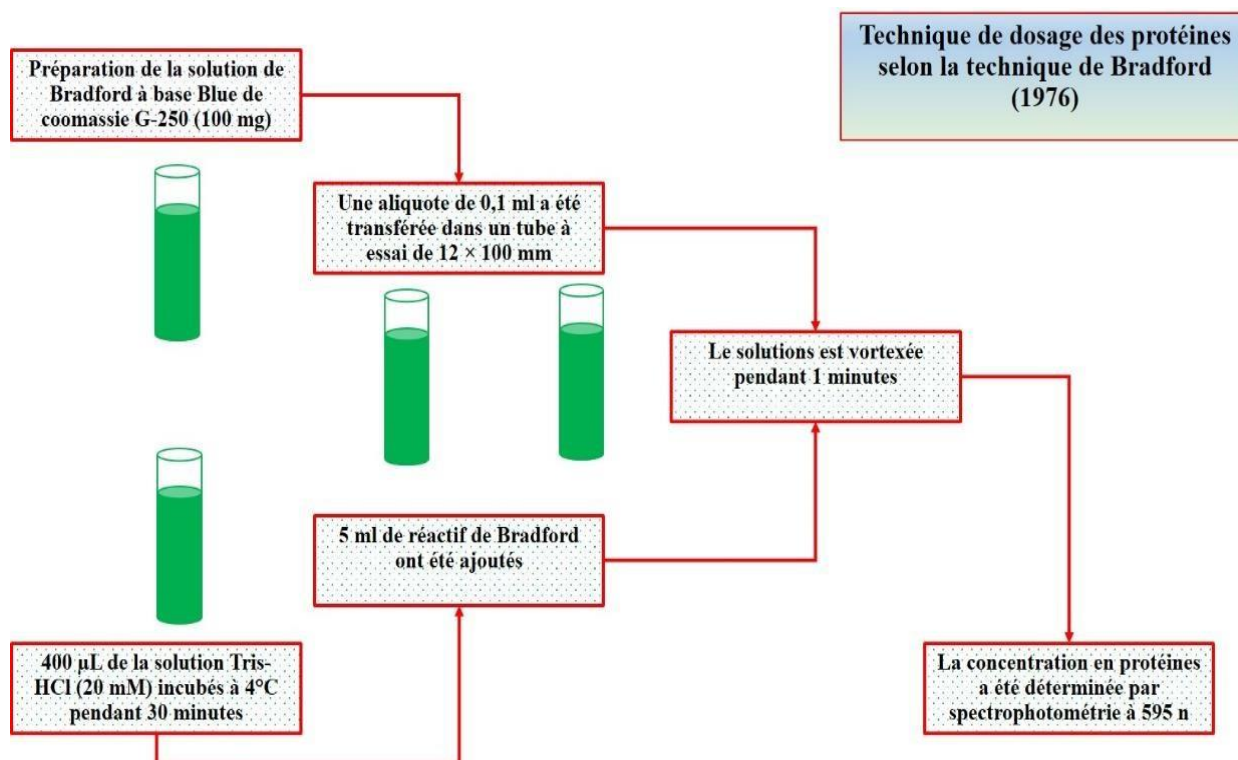 Technique de dosage des protéines
selon la technique de Bradford
(1976)
Préparation de la solution de
Bradford à base Blue de
coomassie G-250 (100 mg)
Une aliquote de 0,1 ml a été
transférée dans un tube à
essai de 12 × 100 mm
Le solutions est vortexée
pendant 1 minutes
5 ml de réactif de Bradford
ont été ajoutés
400 µL de la solution Tris-
HCl (20 mM) incubés à 4°C
pendant 30 minutes
La concentration en protéines
a été déterminée par
spectrophotométrie à 595 n